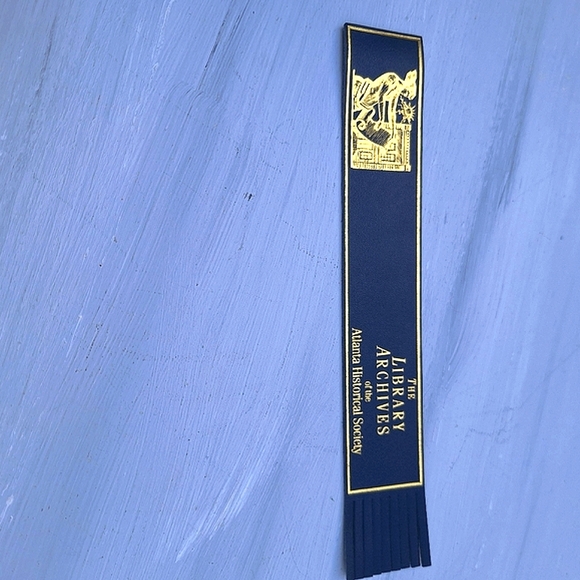 THE
LIBRARY
ARCHIVES
of the
Atlanta Historical Society